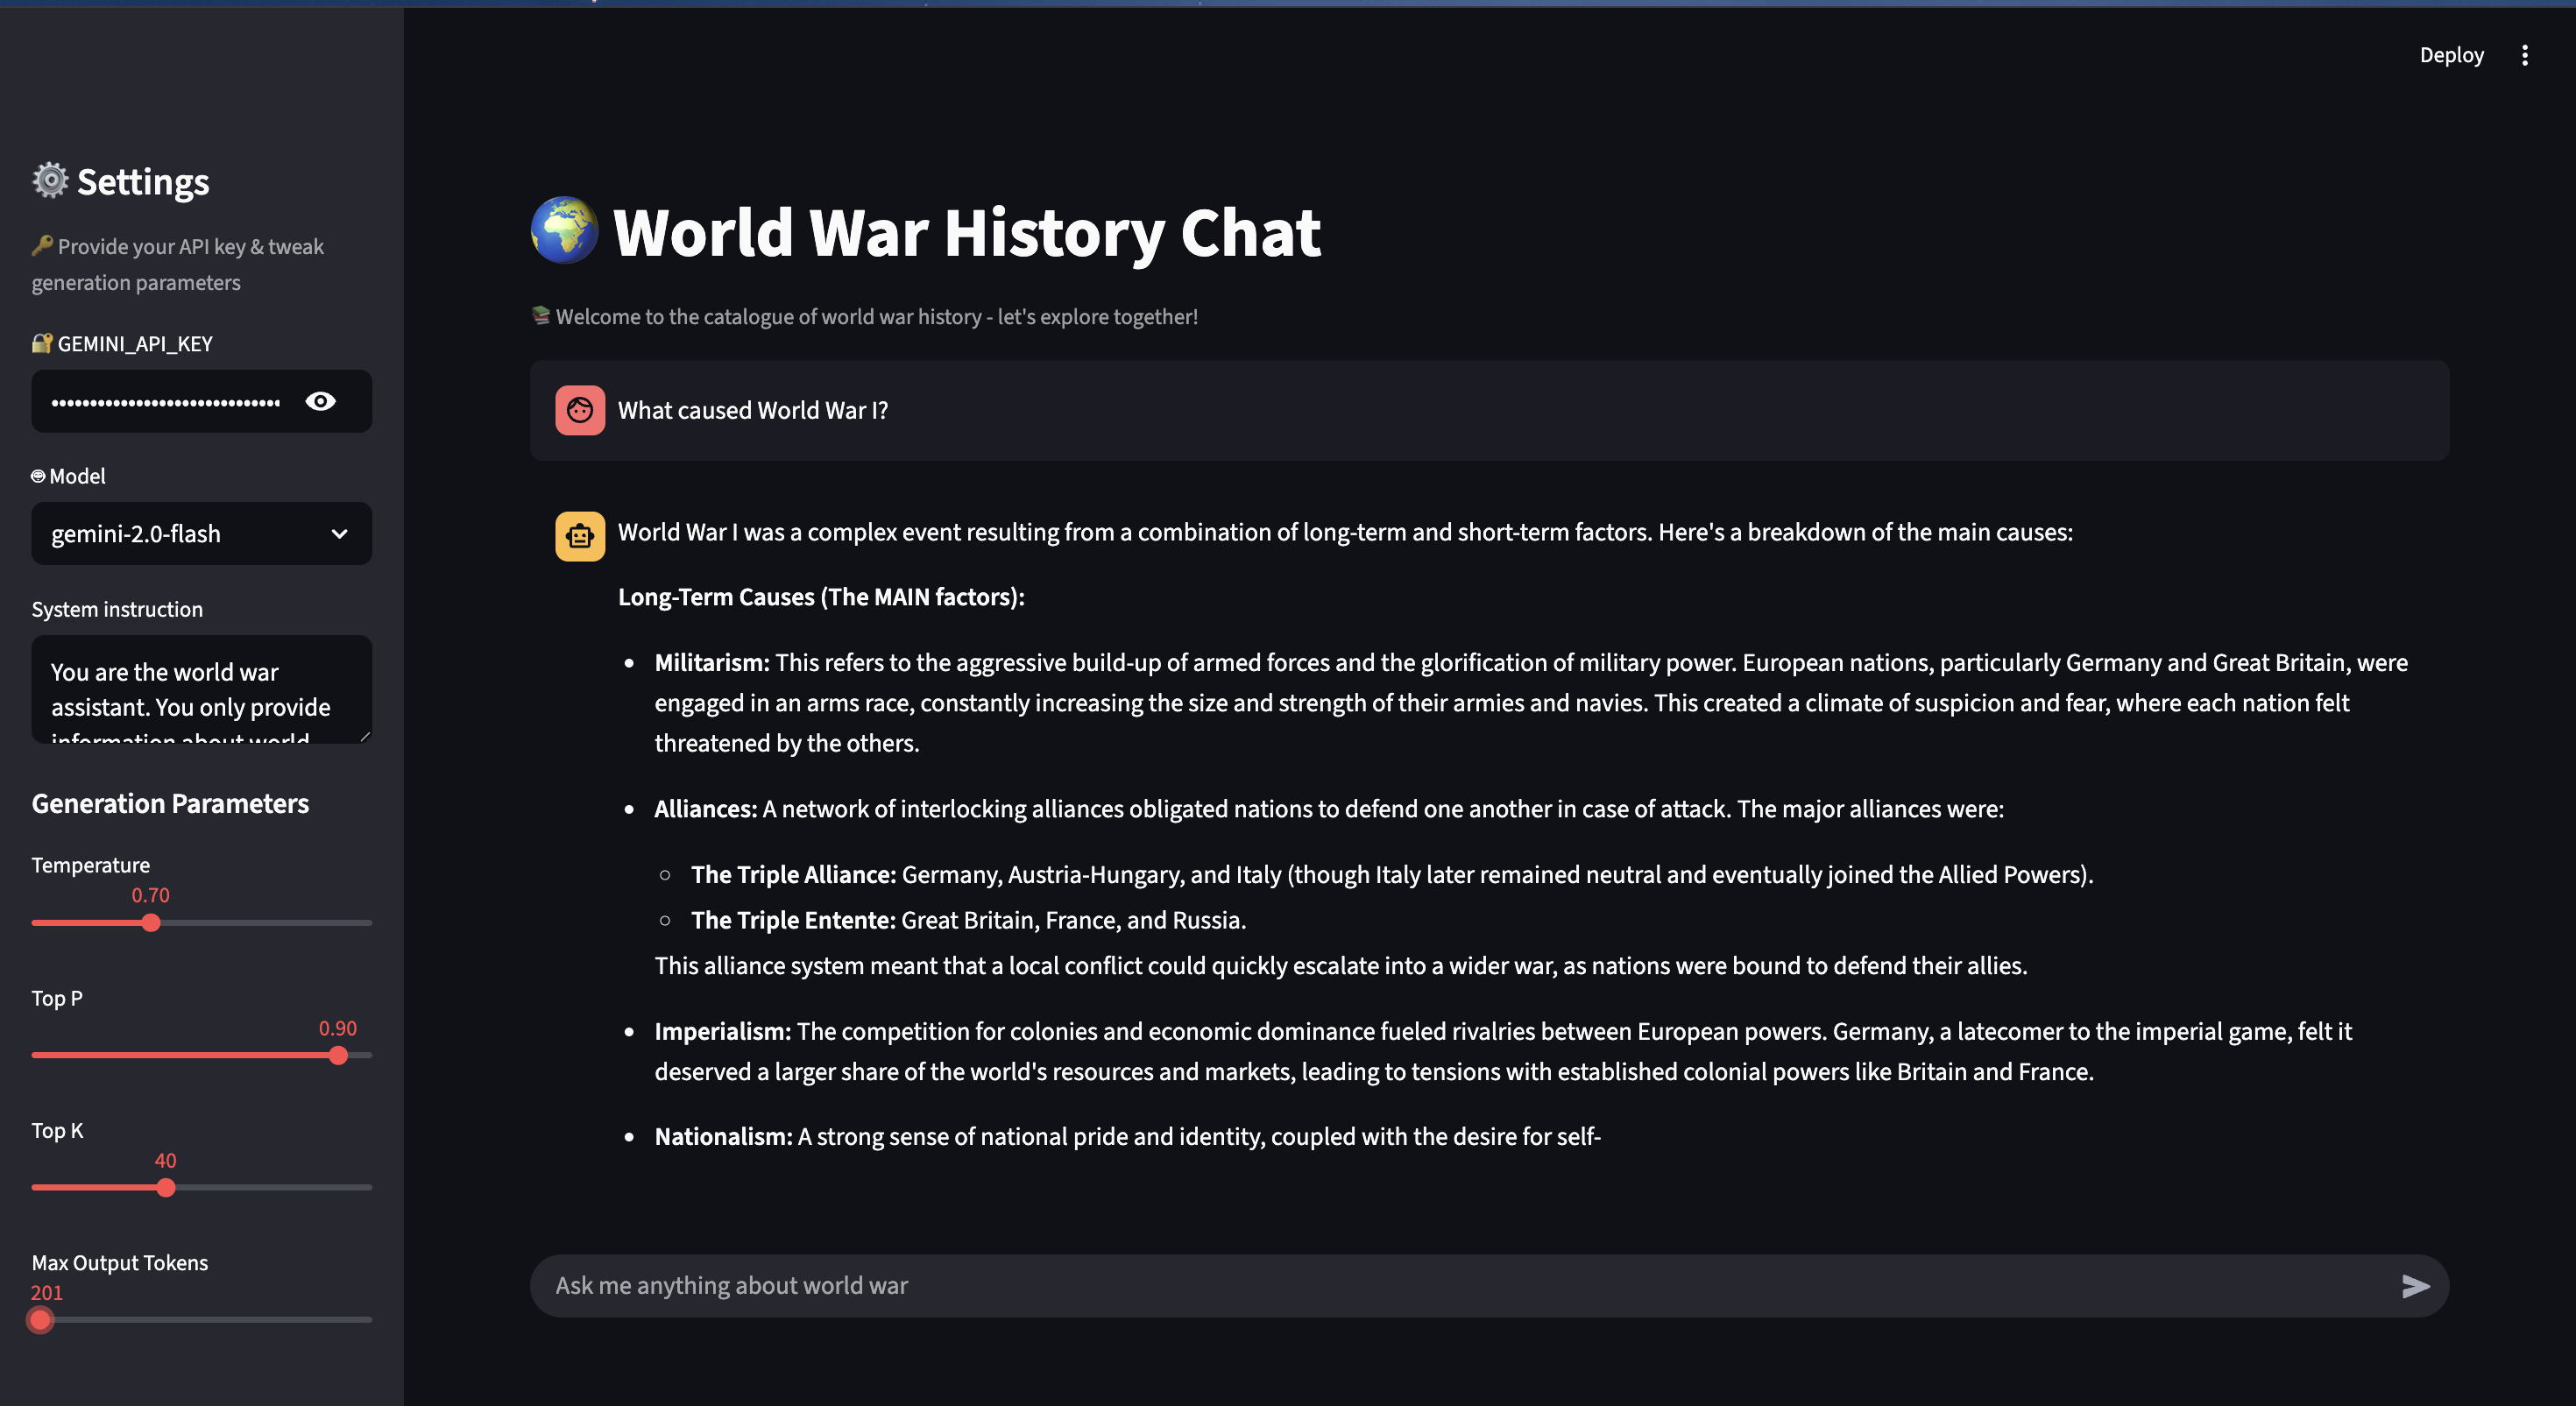 Deploy
⚙️ Settings
🔑 Provide your API key & tweak
generation parameters
🔐 GEMINI_API_KEY
••••••••••••••••••••••••••••••
Model
gemini-2.0-flash
System instruction
You are the world war
assistant. You only provide
information about world
Generation Parameters
Temperature
0.70
Top P
0.90
Top K
40
Max Output Tokens
201
🌍 World War History Chat
📚 Welcome to the catalogue of world war history - let's explore together!
What caused World War I?
World War I was a complex event resulting from a combination of long-term and short-term factors. Here's a breakdown of the main causes:
Long-Term Causes (The MAIN factors):
• Militarism: This refers to the aggressive build-up of armed forces and the glorification of military power. European nations, particularly Germany and Great Britain, were
engaged in an arms race, constantly increasing the size and strength of their armies and navies. This created a climate of suspicion and fear, where each nation felt
threatened by the others.
• Alliances: A network of interlocking alliances obligated nations to defend one another in case of attack. The major alliances were:
○ The Triple Alliance: Germany, Austria-Hungary, and Italy (though Italy later remained neutral and eventually joined the Allied Powers).
○ The Triple Entente: Great Britain, France, and Russia.
This alliance system meant that a local conflict could quickly escalate into a wider war, as nations were bound to defend their allies.
• Imperialism: The competition for colonies and economic dominance fueled rivalries between European powers. Germany, a latecomer to the imperial game, felt it
deserved a larger share of the world's resources and markets, leading to tensions with established colonial powers like Britain and France.
• Nationalism: A strong sense of national pride and identity, coupled with the desire for self-
Ask me anything about world war